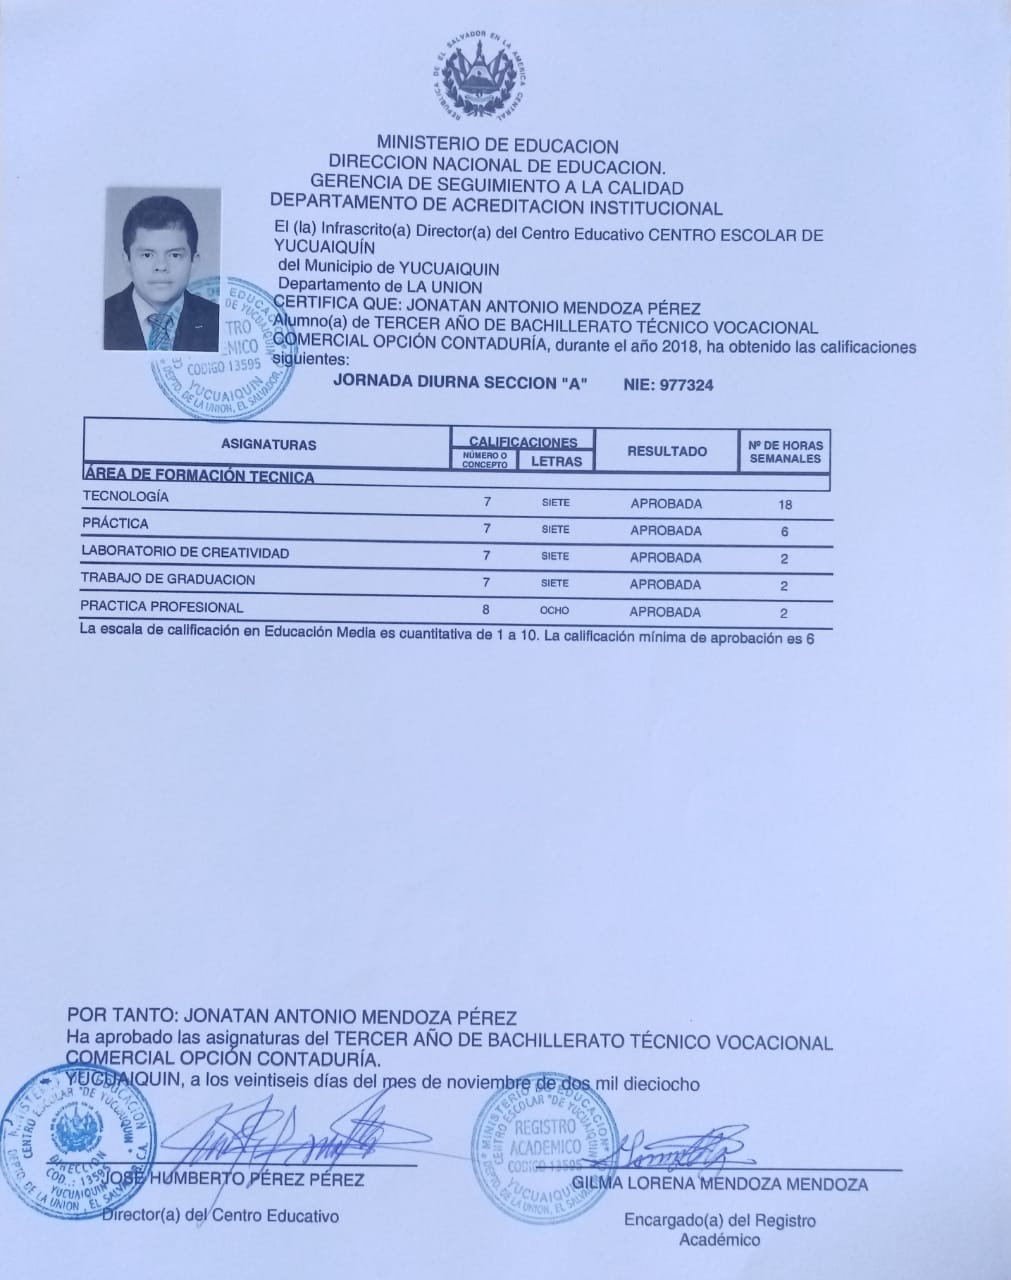 REPUBLICA DE EL SALVADOR EN LA AMERICA CENTRAL
MINISTERIO DE EDUCACION
DIRECCION NACIONAL DE EDUCACION.
GERENCIA DE SEGUIMIENTO A LA CALIDAD
DEPARTAMENTO DE ACREDITACION INSTITUCIONAL
El (la) Infrascrito(a) Director(a) del Centro Educativo CENTRO ESCOLAR DE
YUCUAIQUÍN
del Municipio de YUCUAIQUIN
Departamento de LA UNION
CERTIFICA QUE: JONATAN ANTONIO MENDOZA PÉREZ
Alumno(a) de TERCER AÑO DE BACHILLERATO TÉCNICO VOCACIONAL
COMERCIAL OPCIÓN CONTADURÍA, durante el año 2018, ha obtenido las calificaciones
siguientes:
CODIGO 13595
YUCUAIQUIN
DEPTO. DE LA UNION, EL SALVADOR
JORNADA DIURNA SECCION "A" NIE: 977324
ASIGNATURAS CALIFICACIONES RESULTADO Nº DE HORAS SEMANALES
NÚMERO O CONCEPTO LETRAS
ÁREA DE FORMACIÓN TECNICA
TECNOLOGÍA 7 SIETE APROBADA 18
PRÁCTICA 7 SIETE APROBADA 6
LABORATORIO DE CREATIVIDAD 7 SIETE APROBADA 2
TRABAJO DE GRADUACION 7 SIETE APROBADA 2
PRACTICA PROFESIONAL 8 OCHO APROBADA 2
La escala de calificación en Educación Media es cuantitativa de 1 a 10. La calificación mínima de aprobación es 6
POR TANTO: JONATAN ANTONIO MENDOZA PÉREZ
Ha aprobado las asignaturas del TERCER AÑO DE BACHILLERATO TÉCNICO VOCACIONAL
COMERCIAL OPCIÓN CONTADURÍA.
YUCUAIQUIN, a los veintiseis días del mes de noviembre de dos mil dieciocho
MINISTERIO DE EDUCACION
CENTRO ESCOLAR "DE YUCUAIQUIN"
DIRECCION
COD.: 13595
YUCUAIQUIN
DEPTO. DE LA UNION, EL SALVADOR, C.A.
MINISTERIO DE EDUCACION
CENTRO ESCOLAR "DE YUCUAIQUIN"
REGISTRO
ACADEMICO
CODIGO 13595
YUCUAIQUIN
DEPTO. DE LA UNION, EL SALVADOR
JOSÉ HUMBERTO PÉREZ PÉREZ
Director(a) del Centro Educativo
GILMA LORENA MENDOZA MENDOZA
Encargado(a) del Registro
Académico